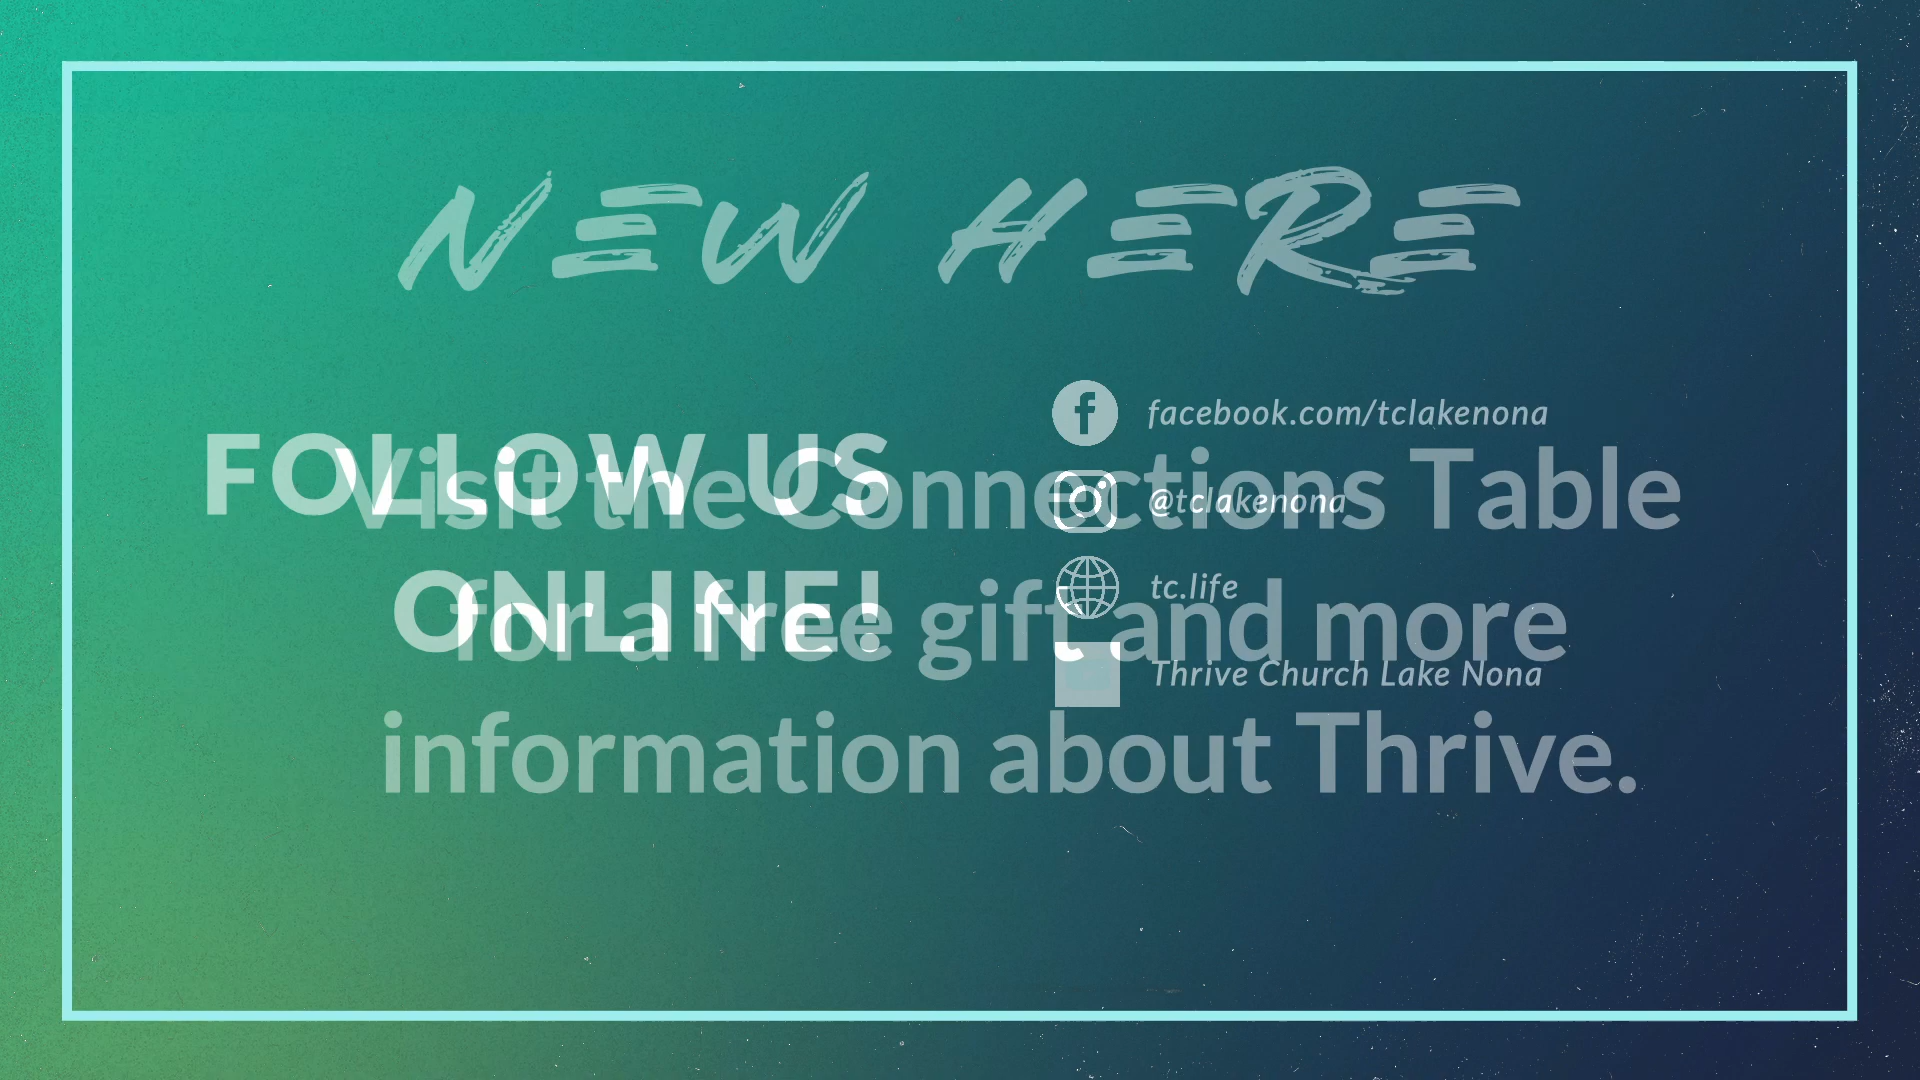 NEW HERE
FOLLOW US
ONLINE!
facebook.com/tclakenona
@tclakenona
tc.life
Thrive Church Lake Nona
Visit the Connections Table
for a free gift and more
information about Thrive.